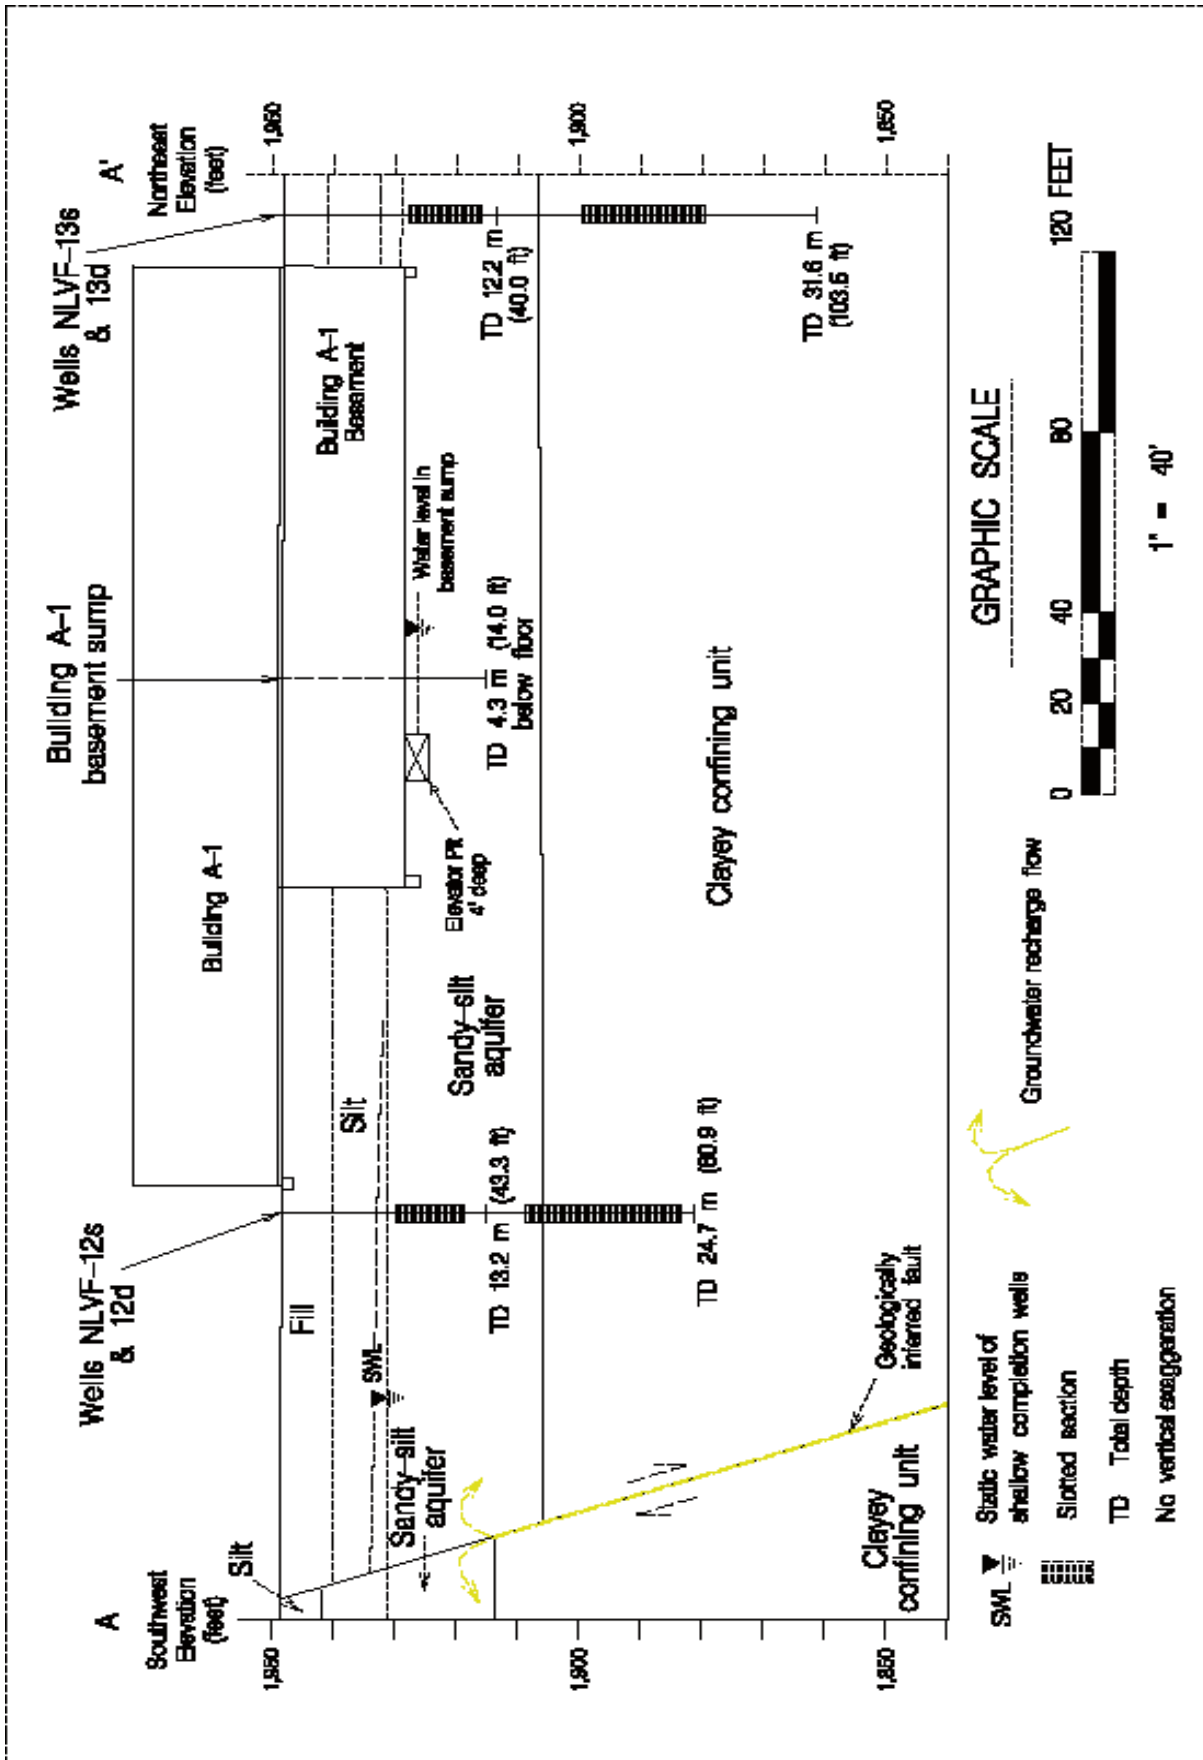 A
Southwest
Elevation
(feet)
Wells NLVF-12s
& 12d
Building A-1
basement sump
Wells NLVF-13s
& 13d
A'
Northeast
Elevation
(feet)
1,950
1,900
1,850
1,950
1,900
1,850
Building A-1
Building A-1
Basement
Silt
Fill
Silt
SWL
Sandy-silt
aquifer
Sandy-silt
aquifer
Elevator Pit
4' deep
Water level in
basement sump
TD 13.2 m (43.3 ft)
TD 24.7 m (80.9 ft)
TD 4.3 m (14.0 ft)
below floor
TD 12.2 m
(40.0 ft)
TD 31.6 m
(103.5 ft)
Clayey confining unit
Clayey
confining unit
Geologically
inferred fault
SWL
Static water level of
shallow completion wells
Slotted section
TD Total depth
No vertical exaggeration
Groundwater recharge flow
GRAPHIC SCALE
0 20 40 80 120 FEET
1" = 40'